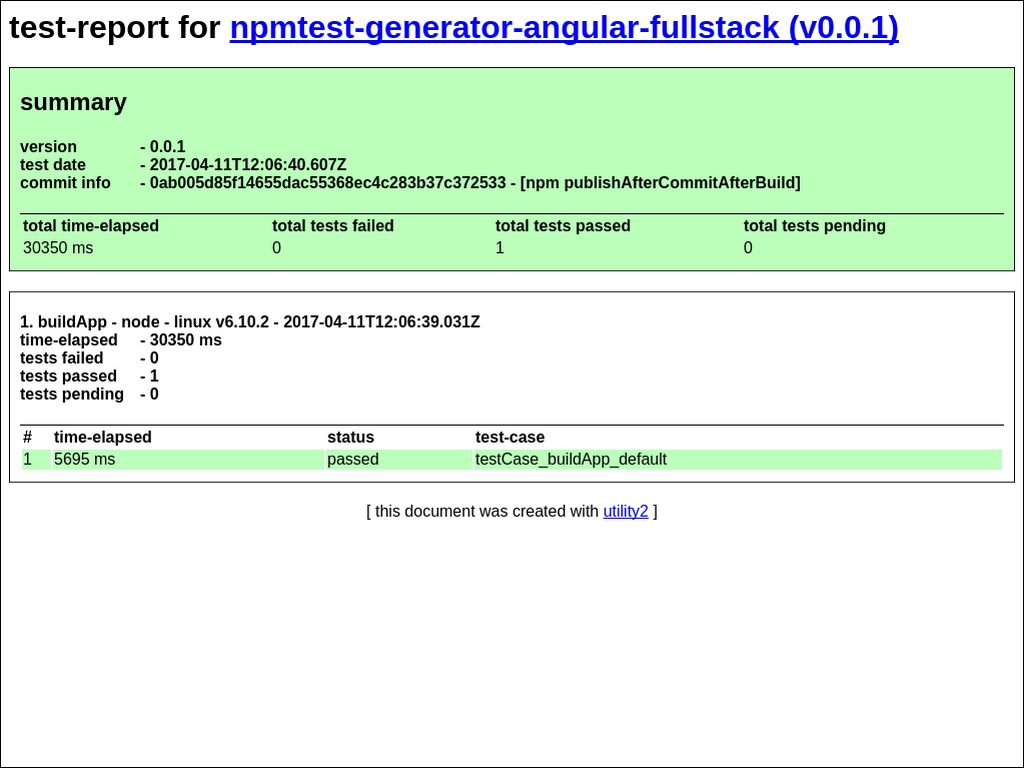 test-report for npmtest-generator-angular-fullstack (v0.0.1)
summary
version - 0.0.1
test date - 2017-04-11T12:06:40.607Z
commit info - 0ab005d85f14655dac55368ec4c283b37c372533 - [npm publishAfterCommitAfterBuild]
total time-elapsed total tests failed total tests passed total tests pending
30350 ms 0 1 0
1. buildApp - node - linux v6.10.2 - 2017-04-11T12:06:39.031Z
time-elapsed - 30350 ms
tests failed - 0
tests passed - 1
tests pending - 0
# time-elapsed status test-case
1 5695 ms passed testCase_buildApp_default
[ this document was created with utility2 ]